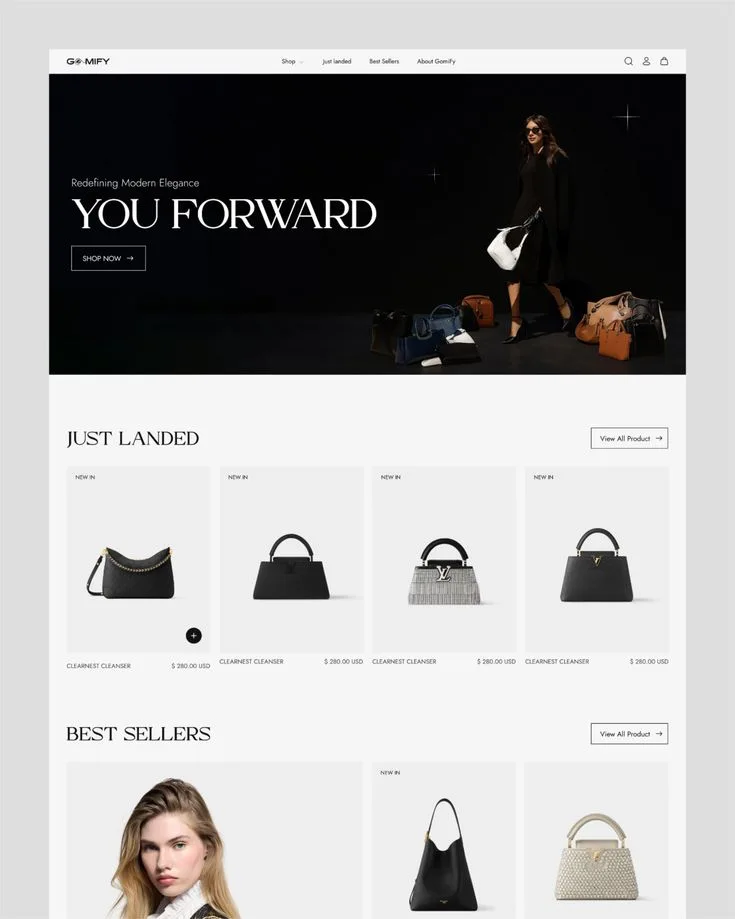 GOMIFY
Shop
Just landed
Best Sellers
About Gomify
Redefining Modern Elegance
YOU FORWARD
SHOP NOW →
JUST LANDED
View All Product →
NEW IN
NEW IN
NEW IN
NEW IN
CLEARNEST CLEANSER
$ 280.00 USD
CLEARNEST CLEANSER
$ 280.00 USD
CLEARNEST CLEANSER
$ 280.00 USD
CLEARNEST CLEANSER
$ 280.00 USD
BEST SELLERS
View All Product →
NEW IN